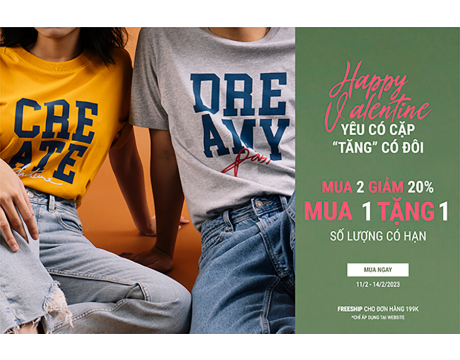 CRE
ATE
DRE
AMY
Happy
Valentine
YÊU CÓ CẶP
“TĂNG” CÓ ĐÔI
MUA 2 GIẢM 20%
MUA 1 TẶNG 1
SỐ LƯỢNG CÓ HẠN
MUA NGAY
11/2 - 14/2/2023
FREESHIP CHO ĐƠN HÀNG 199K
*CHỈ ÁP DỤNG TẠI WEBSITE